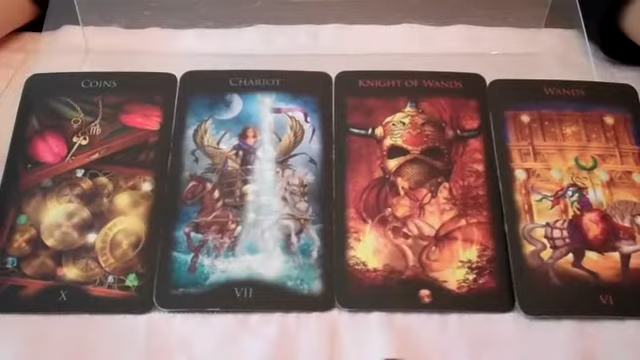 COINS
X
CHARIOT
VII
KNIGHT OF WANDS
WANDS
VI